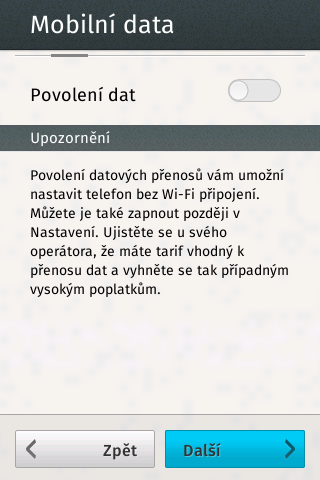 Mobilní data
Povolení dat
Upozornění
Povolení datových přenosů vám umožní
nastavit telefon bez Wi-Fi připojení.
Můžete je také zapnout později v
Nastavení. Ujistěte se u svého
operátora, že máte tarif vhodný k
přenosu dat a vyhněte se tak případným
vysokým poplatkům.
Zpět
Další